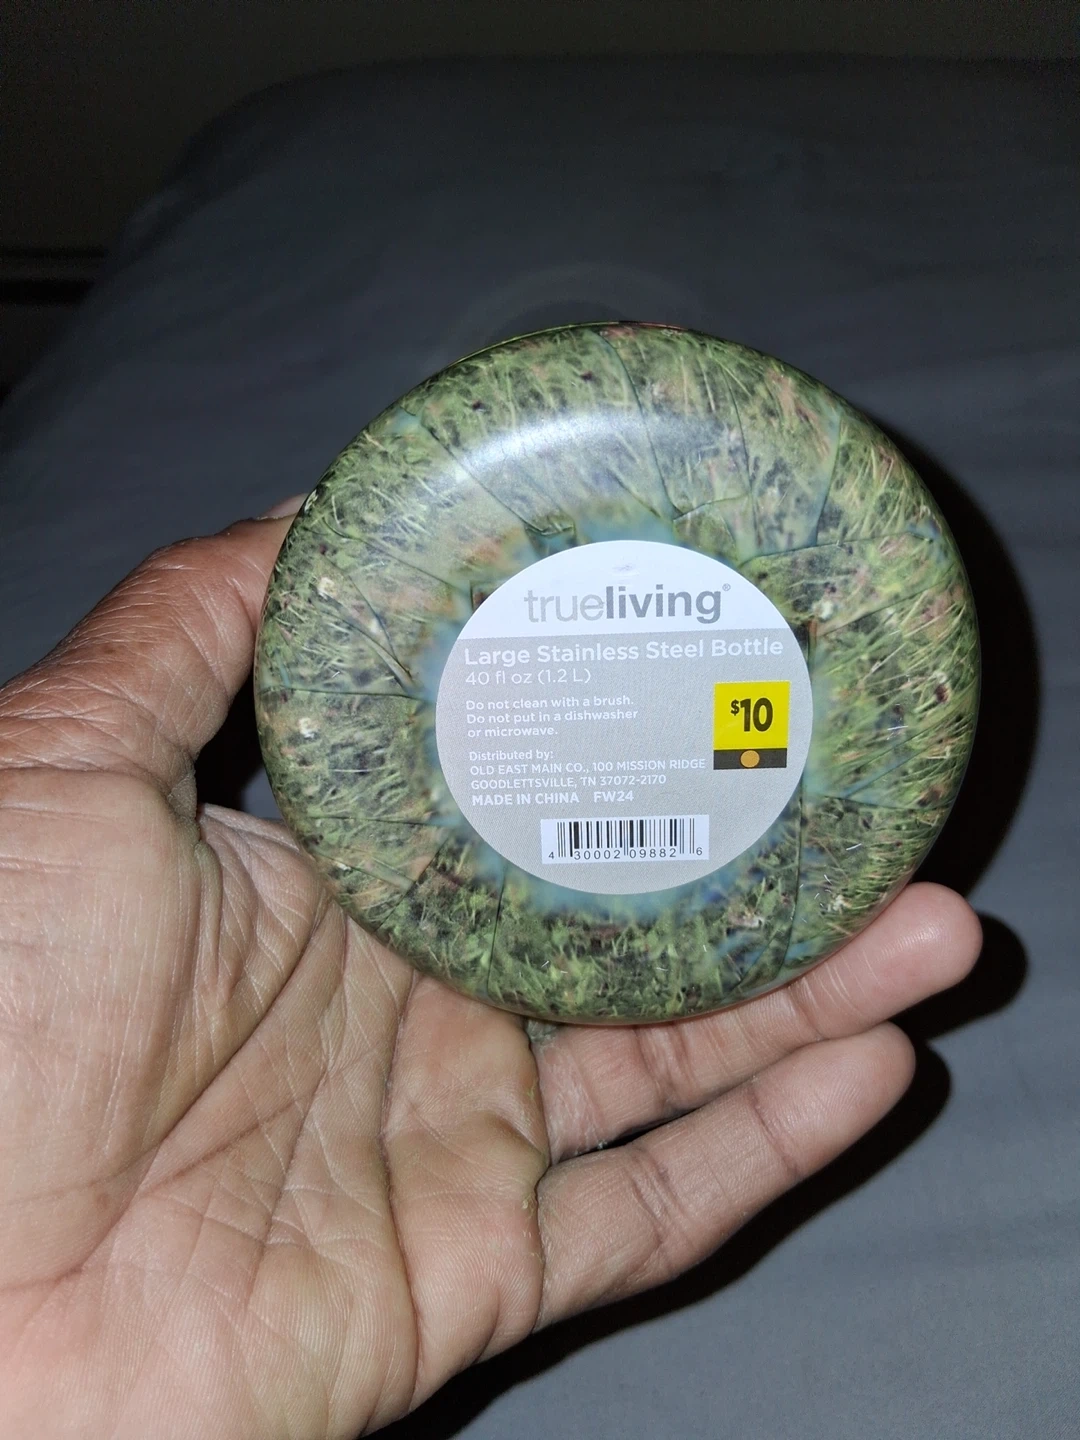 trueliving®
Large Stainless Steel Bottle
40 fl oz (1.2 L)
Do not clean with a brush.
Do not put in a dishwasher
or microwave.
$10
Distributed by:
OLD EAST MAIN CO., 100 MISSION RIDGE
GOODLETTSVILLE, TN 37072-2170
MADE IN CHINA FW24
4 30002 09882 6